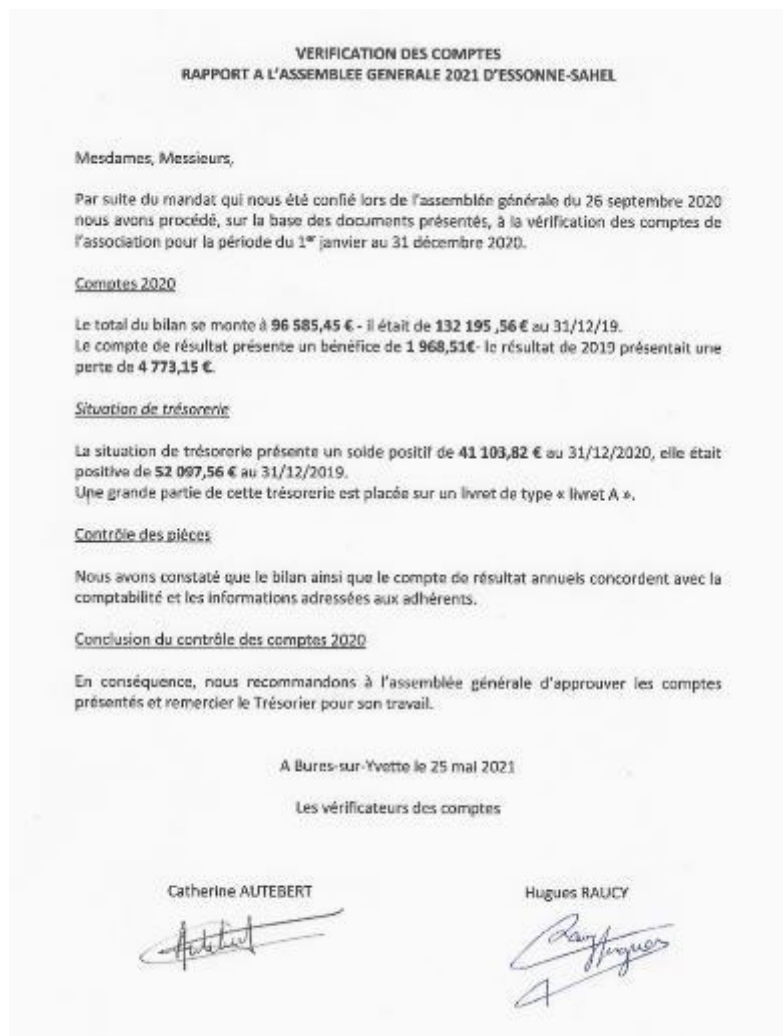 VERIFICATION DES COMPTES
RAPPORT A L'ASSEMBLEE GENERALE 2021 D'ESSONNE-SAHEL
Mesdames, Messieurs,
Par suite du mandat qui nous été confié lors de l'assemblée générale du 26 septembre 2020
nous avons procédé, sur la base des documents présentés, à la vérification des comptes de
l'association pour la période du 1er janvier au 31 décembre 2020.
Comptes 2020
Le total du bilan se monte à 96 585,45 € - il était de 132 195 ,56 € au 31/12/19.
Le compte de résultat présente un bénéfice de 1 968,51€- le résultat de 2019 présentait une
perte de 4 773,15 €.
Situation de trésorerie
La situation de trésorerie présente un solde positif de 41 103,82 € au 31/12/2020, elle était
positive de 52 097,56 € au 31/12/2019.
Une grande partie de cette trésorerie est placée sur un livret de type « livret A ».
Contrôle des pièces
Nous avons constaté que le bilan ainsi que le compte de résultat annuels concordent avec la
comptabilité et les informations adressées aux adhérents.
Conclusion du contrôle des comptes 2020
En conséquence, nous recommandons à l'assemblée générale d'approuver les comptes
présentés et remercier le Trésorier pour son travail.
A Bures-sur-Yvette le 25 mai 2021
Les vérificateurs des comptes
Catherine AUTEBERT Hugues RAUCY
Autebert Raucy Hugues